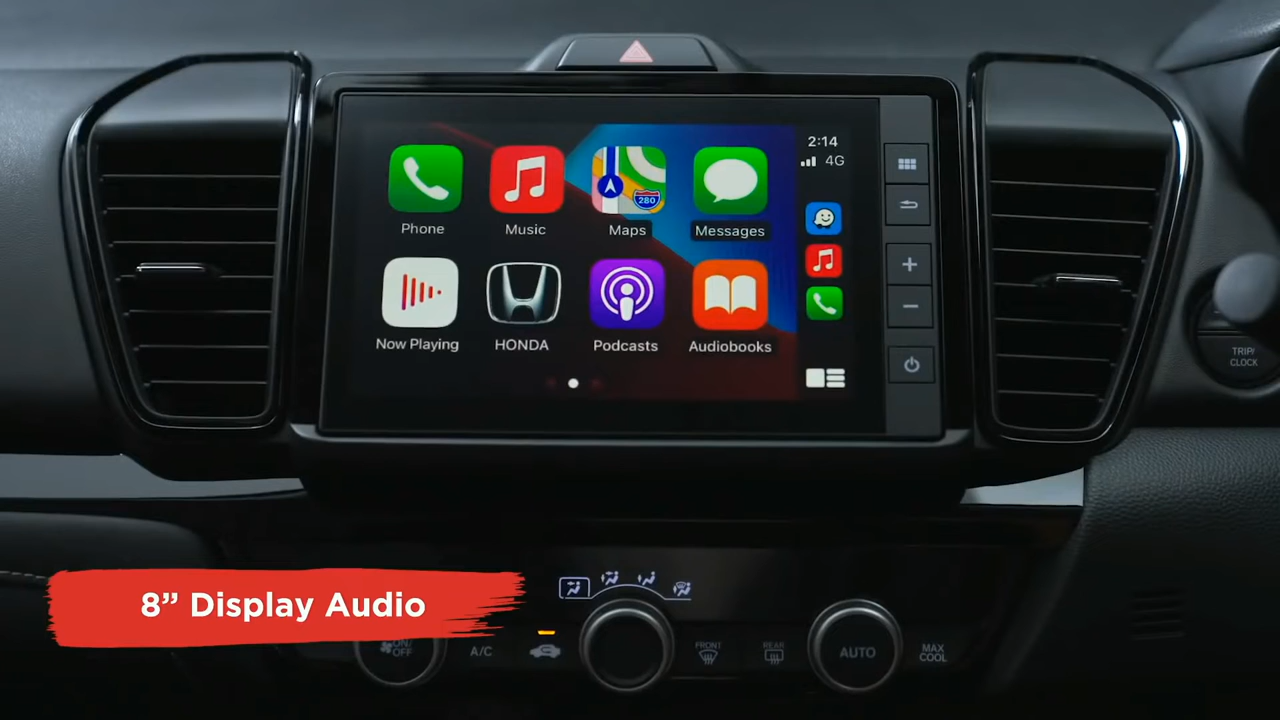 2:14
4G
280
Phone
Music
Maps
Messages
Now Playing
HONDA
Podcasts
Audiobooks
TRIP/
CLOCK
8” Display Audio
ON/
OFF
A/C
FRONT
REAR
AUTO
MAX
COOL